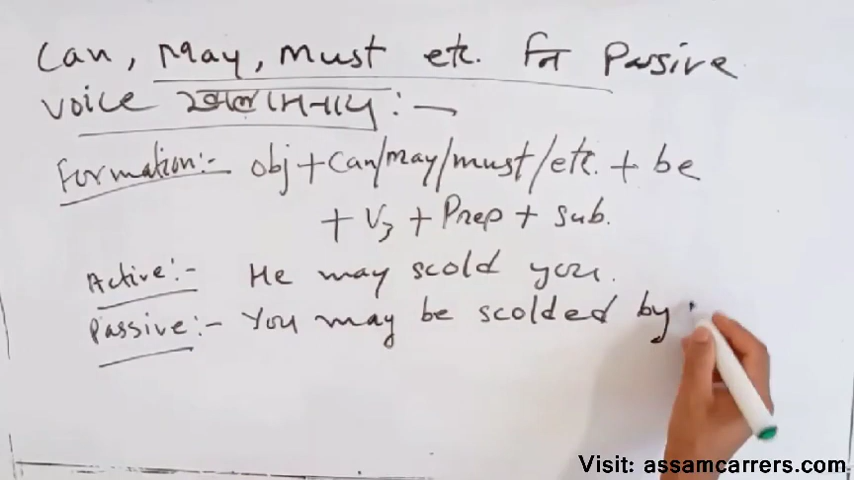 Can, May, Must etc. for Passive
voice
Formation:- obj + Can/May/must/etc. + be
+ V3 + Prep + sub.
Active:- He may scold you.
Passive:- You may be scolded by
Visit: assamcarrers.com